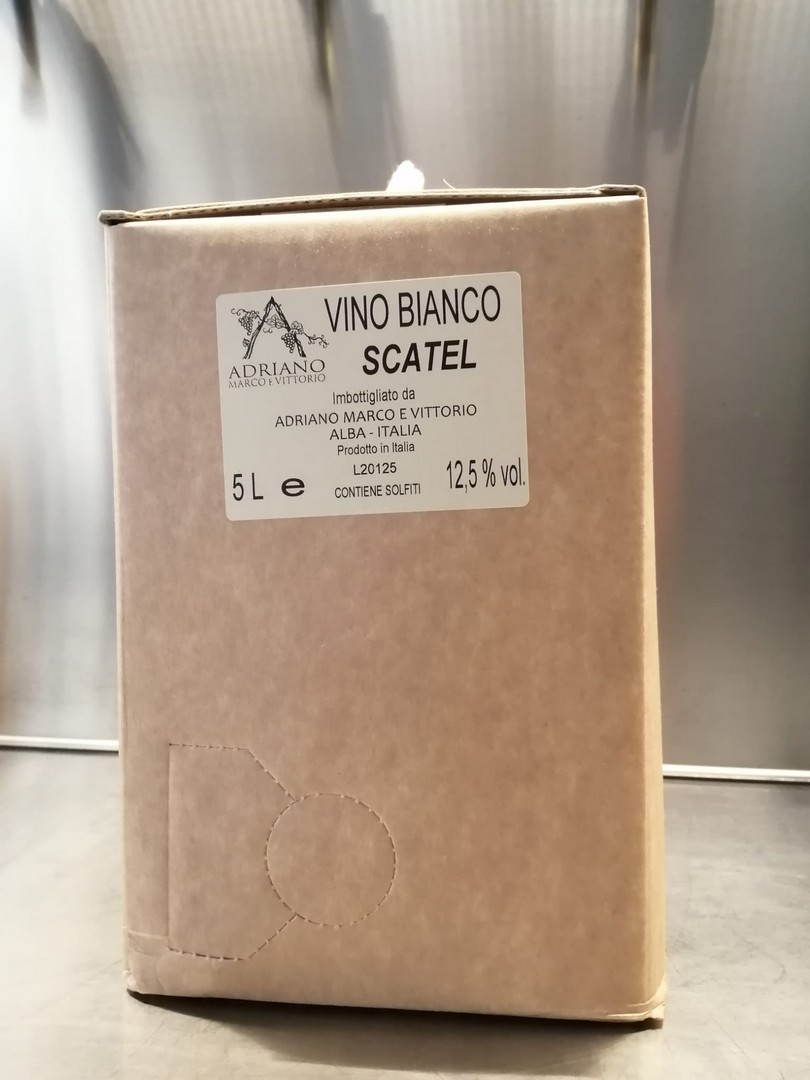 VINO BIANCO
SCATEL
ADRIANO
MARCO E VITTORIO
Imbottigliato da
ADRIANO MARCO E VITTORIO
ALBA - ITALIA
Prodotto in Italia
L20125
5 L e CONTIENE SOLFITI 12,5 % vol.